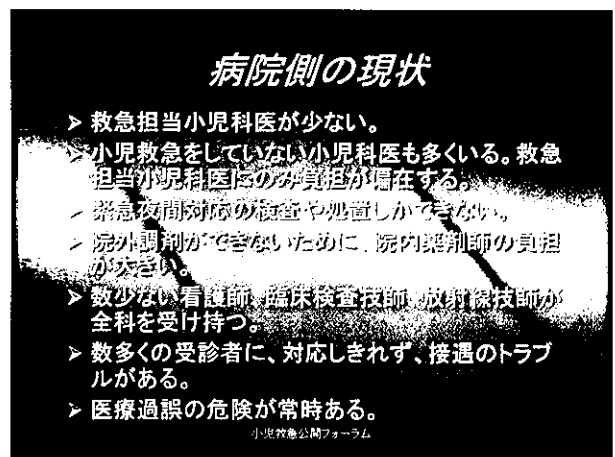 病院側の現状
➢ 救急担当小児科医が少ない。
➢ 小児救急をしていない小児科医も多くいる。救急
担当小児科医にのみ負担が偏在する。
➢ 緊急夜間対応の検査や処置しかできない。
➢ 院外調剤ができないために、院内薬剤師の負担
が大きい。
➢ 数少ない看護師、臨床検査技師、放射線技師が
全科を受け持つ。
➢ 数多くの受診者に、対応しきれず、接遇のトラブ
ルがある。
➢ 医療過誤の危険が常時ある。
小児救急公開フォーラム